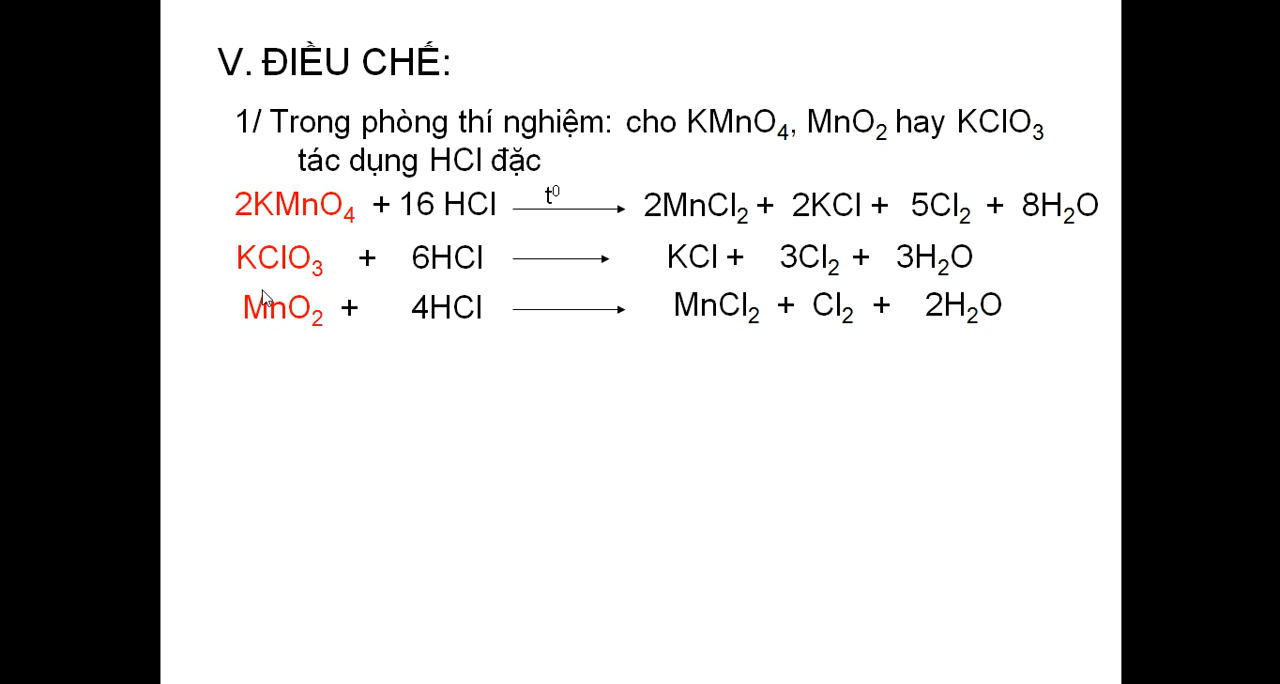 V. ĐIỀU CHẾ:
1/ Trong phòng thí nghiệm: cho KMnO₄, MnO₂ hay KClO₃
tác dụng HCl đặc
2KMnO₄ + 16 HCl t⁰→ 2MnCl₂ + 2KCl + 5Cl₂ + 8H₂O
KClO₃ + 6HCl → KCl + 3Cl₂ + 3H₂O
MnO₂ + 4HCl → MnCl₂ + Cl₂ + 2H₂O